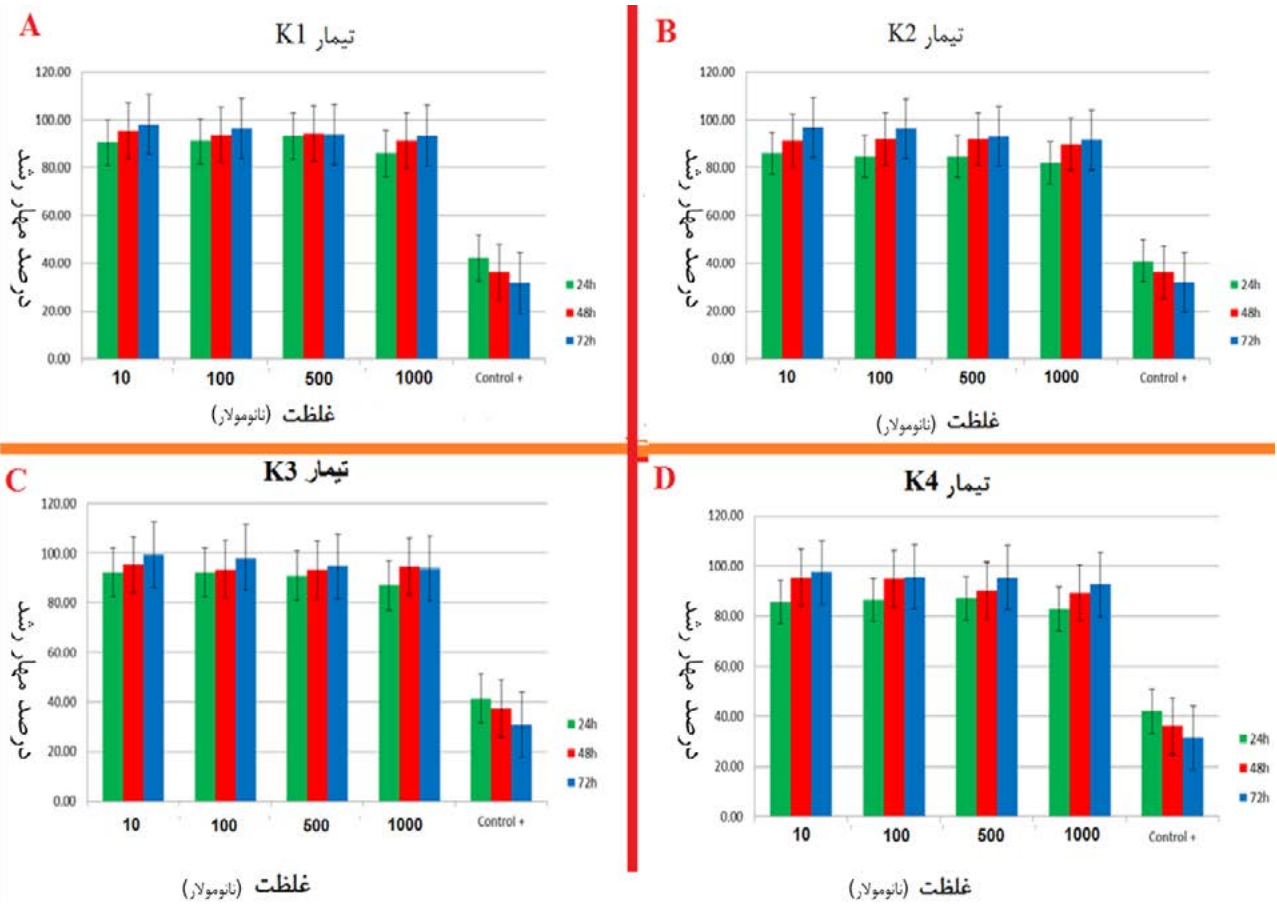 A
تیمار K1
120.00
100.00
80.00
60.00
40.00
20.00
0.00
درصد مهار رشد
10 100 500 1000 Control +
24h
48h
72h
غلظت (نانومولار)
B
تیمار K2
120.00
100.00
80.00
60.00
40.00
20.00
0.00
درصد مهار رشد
10 100 500 1000 Control +
24h
48h
72h
غلظت (نانومولار)
C
تیمار K3
120.00
100.00
80.00
60.00
40.00
20.00
0.00
درصد مهار رشد
10 100 500 1000 Control +
24h
48h
72h
غلظت (نانومولار)
D
تیمار K4
120.00
100.00
80.00
60.00
40.00
20.00
0.00
درصد مهار رشد
10 100 500 1000 Control +
24h
48h
72h
غلظت (نانومولار)